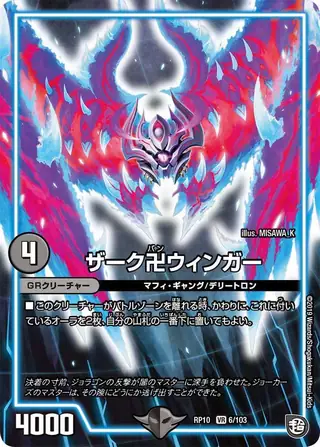 illus. MISAWA_K
4
バン
ザーク卍ウィンガー
GRクリーチャー
マフィ・ギャング/デリートロン
■このクリーチャーがバトルゾーンを離れる時、かわりに、これに付いて
いるオーラを2枚、自分の山札の一番下に置いてもよい。
決着の寸前、ジョラゴンの反撃が闇のマスターに深手を負わせた。ジョーカー
ズのマスターは、その隙にどうにか逃げ出すことができた。
4000
RP10 VR 6/103
超GR
©2019 Wizards/Shogakukan/Mitsui-Kids